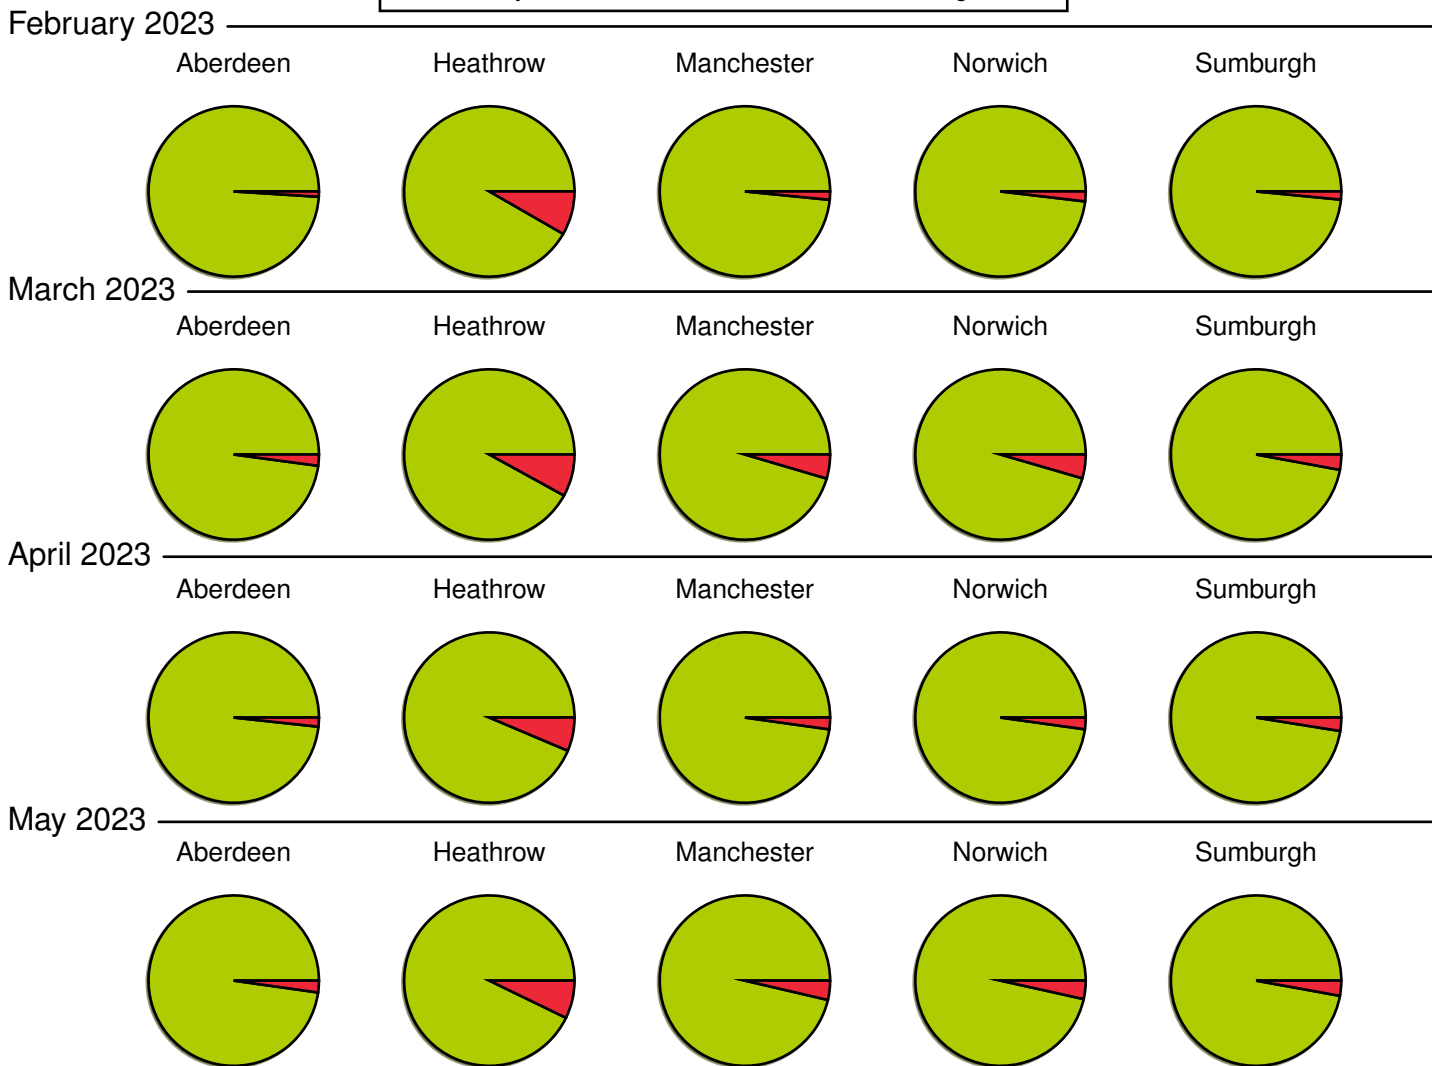 February 2023
Aberdeen Heathrow Manchester Norwich Sumburgh
March 2023
Aberdeen Heathrow Manchester Norwich Sumburgh
April 2023
Aberdeen Heathrow Manchester Norwich Sumburgh
May 2023
Aberdeen Heathrow Manchester Norwich Sumburgh